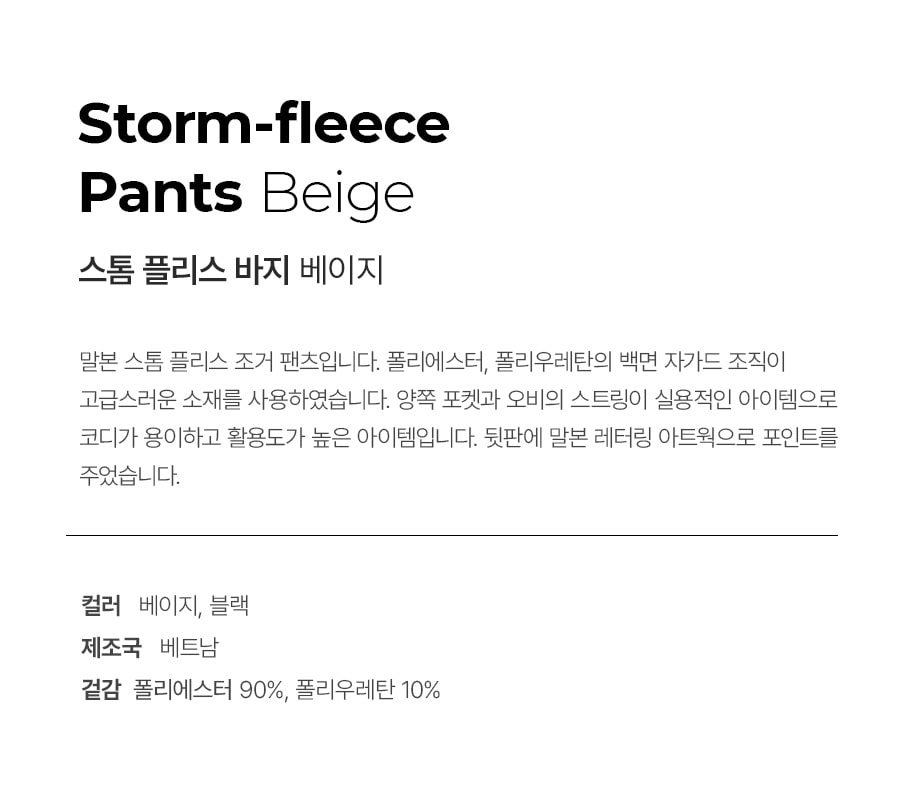 Storm-fleece
Pants Beige
스톰 플리스 바지 베이지
말본 스톰 플리스 조거 팬츠입니다. 폴리에스터, 폴리우레탄의 백면 자가드 조직이
고급스러운 소재를 사용하였습니다. 양쪽 포켓과 오비의 스트링이 실용적인 아이템으로
코디가 용이하고 활용도가 높은 아이템입니다. 뒷판에 말본 레터링 아트웍으로 포인트를
주었습니다.
컬러 베이지, 블랙
제조국 베트남
겉감 폴리에스터 90%, 폴리우레탄 10%